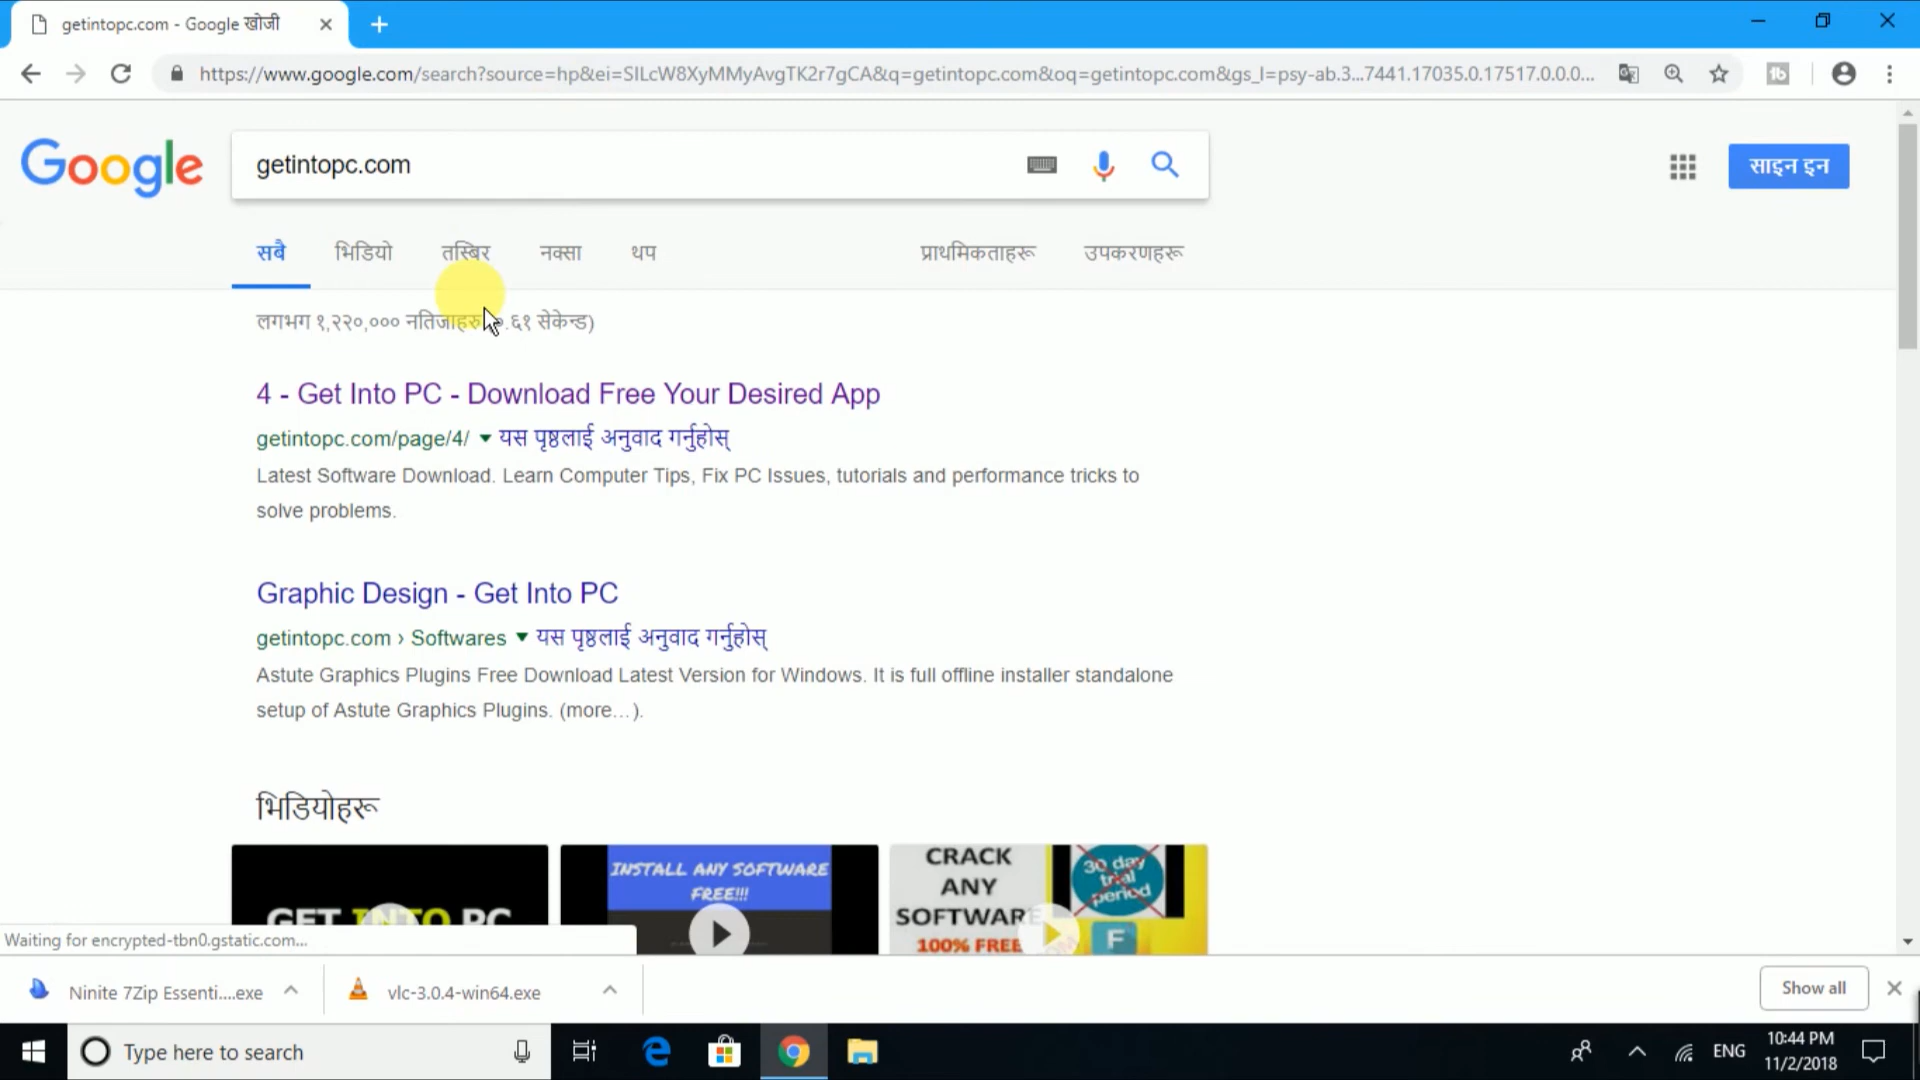 getintopc.com - Google खोजी
https://www.google.com/search?source=hp&ei=SILcW8XyMMyAvgTK2r7gCA&q=getintopc.com&oq=getintopc.com&gs_l=psy-ab.3...7441.17035.0.17517.0.0.0...
Google
getintopc.com
साइन इन
सबै भिडियो तस्बिर नक्सा थप प्राथमिकताहरू उपकरणहरू
लगभग १,२२०,००० नतिजाहरु .६१ सेकेन्ड)
4 - Get Into PC - Download Free Your Desired App
getintopc.com/page/4/ यस पृष्ठलाई अनुवाद गर्नुहोस्
Latest Software Download. Learn Computer Tips, Fix PC Issues, tutorials and performance tricks to
solve problems.
Graphic Design - Get Into PC
getintopc.com › Softwares यस पृष्ठलाई अनुवाद गर्नुहोस्
Astute Graphics Plugins Free Download Latest Version for Windows. It is full offline installer standalone
setup of Astute Graphics Plugins. (more…).
भिडियोहरू
GET INTO PC
INSTALL ANY SOFTWARE
FREE!!!
CRACK
ANY
SOFTWARE
100% FREE
30 day
trial
period
F
Waiting for encrypted-tbn0.gstatic.com...
Ninite 7Zip Essenti....exe
vlc-3.0.4-win64.exe
Show all
Type here to search
ENG
10:44 PM
11/2/2018